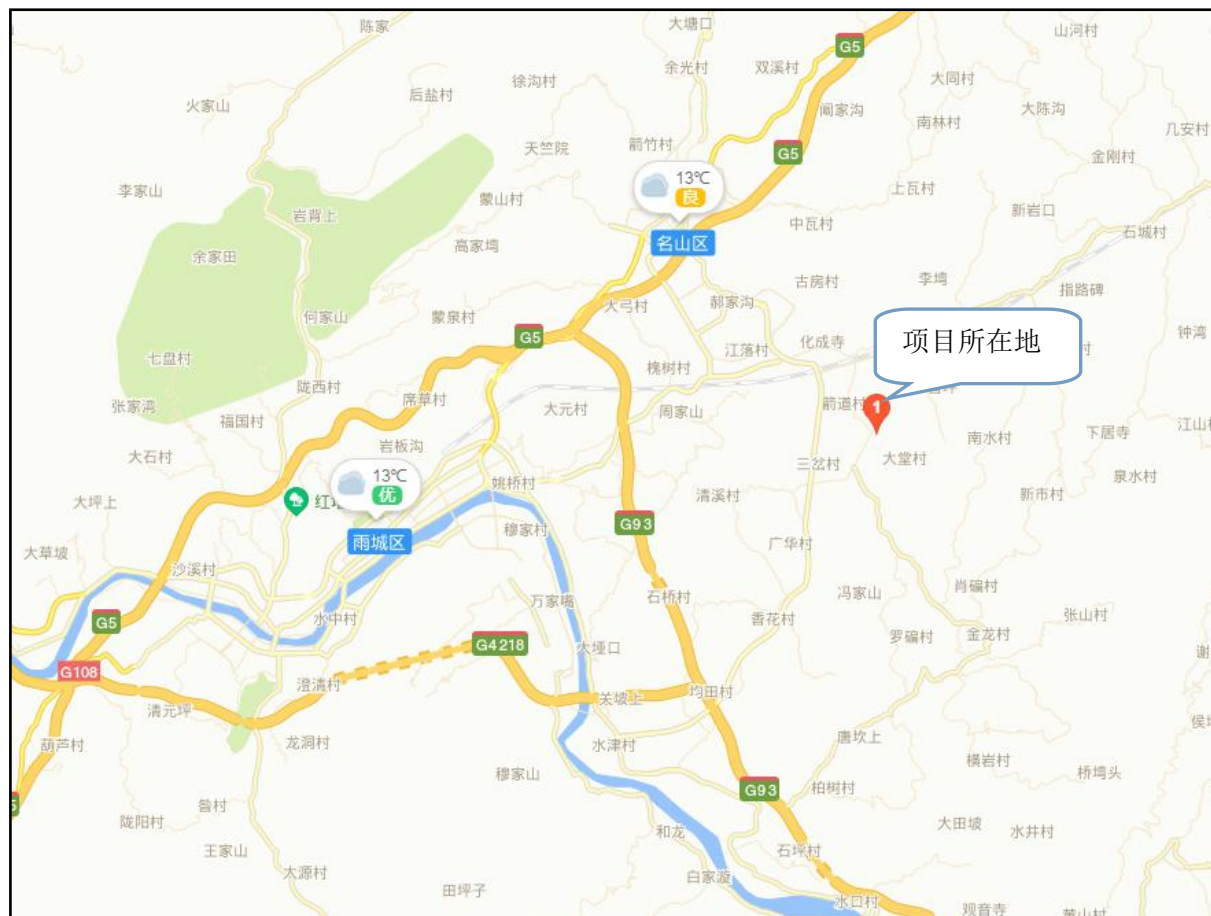 陈家
大塘口
山河村
G5
徐沟村
余光村
双溪村
大同村
后盐村
火家山
阚家沟
大陈沟
南林村
几安村
天竺院
箭竹村
G5
金刚村
13℃
良
李家山
蒙山村
上瓦村
岩背上
中瓦村
新岩口
石城村
名山区
高家塆
余家田
古房村
李塆
指路碑
大弓村
郝家沟
何家山
蒙泉村
钟湾
G5
项目所在地
化成寺
江落村
七盘村
槐树村
村
陇西村
席草村
张家湾
大元村
周家山
箭道村
1
福国村
江山
下居寺
南水村
岩板沟
大石村
三岔村
大堂村
泉水村
13℃
优
姚桥村
清溪村
新市村
大坪上
红
G93
穆家村
雨城区
广华村
大草坡
沙溪村
肖碥村
冯家山
石桥村
万家嘴
张山村
水中村
香花村
G5
罗碥村
金龙村
G4218
大垭口
谢
G108
澄清村
均田村
关坡上
清元坪
侯
唐坎上
葫芦村
龙洞村
水津村
横岩村
穆家山
桥塆头
G93
柏树村
5
昝村
陇阳村
大田坡
水井村
和龙
王家山
石坪村
太源村
白家漩
田坪子
水口村
观音寺